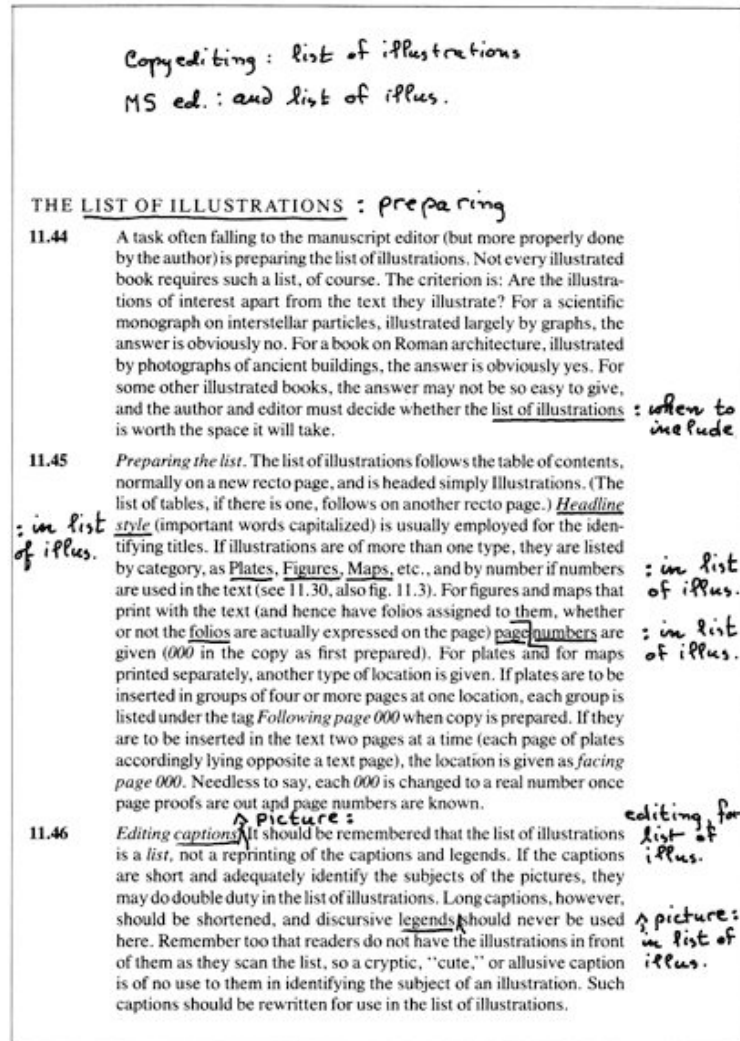 Copyediting: list of illustrations
MS ed.: and list of illus.
THE LIST OF ILLUSTRATIONS : preparing
11.44 A task often falling to the manuscript editor (but more properly done
by the author) is preparing the list of illustrations. Not every illustrated
book requires such a list, of course. The criterion is: Are the illustra-
tions of interest apart from the text they illustrate? For a scientific
monograph on interstellar particles, illustrated largely by graphs, the
answer is obviously no. For a book on Roman architecture, illustrated
by photographs of ancient buildings, the answer is obviously yes. For
some other illustrated books, the answer may not be so easy to give,
and the author and editor must decide whether the list of illustrations : when to
is worth the space it will take. include
11.45 Preparing the list. The list of illustrations follows the table of contents,
normally on a new recto page, and is headed simply Illustrations. (The
list of tables, if there is one, follows on another recto page.) Headline
: in list style (important words capitalized) is usually employed for the iden-
of illus. tifying titles. If illustrations are of more than one type, they are listed
by category, as Plates, Figures, Maps, etc., and by number if numbers : in list
are used in the text (see 11.30, also fig. 11.3). For figures and maps that of illus.
print with the text (and hence have folios assigned to them, whether
or not the folios are actually expressed on the page) page numbers are : in list
given (000 in the copy as first prepared). For plates and for maps of illus.
printed separately, another type of location is given. If plates are to be
inserted in groups of four or more pages at one location, each group is
listed under the tag Following page 000 when copy is prepared. If they
are to be inserted in the text two pages at a time (each page of plates
accordingly lying opposite a text page), the location is given as facing
page 000. Needless to say, each 000 is changed to a real number once
page proofs are out and page numbers are known.
picture: editing, for
11.46 Editing captions. It should be remembered that the list of illustrations list of
is a list, not a reprinting of the captions and legends. If the captions illus.
are short and adequately identify the subjects of the pictures, they
may do double duty in the list of illustrations. Long captions, however,
should be shortened, and discursive legends should never be used picture:
here. Remember too that readers do not have the illustrations in front in list of
of them as they scan the list, so a cryptic, "cute," or allusive caption illus.
is of no use to them in identifying the subject of an illustration. Such
captions should be rewritten for use in the list of illustrations.